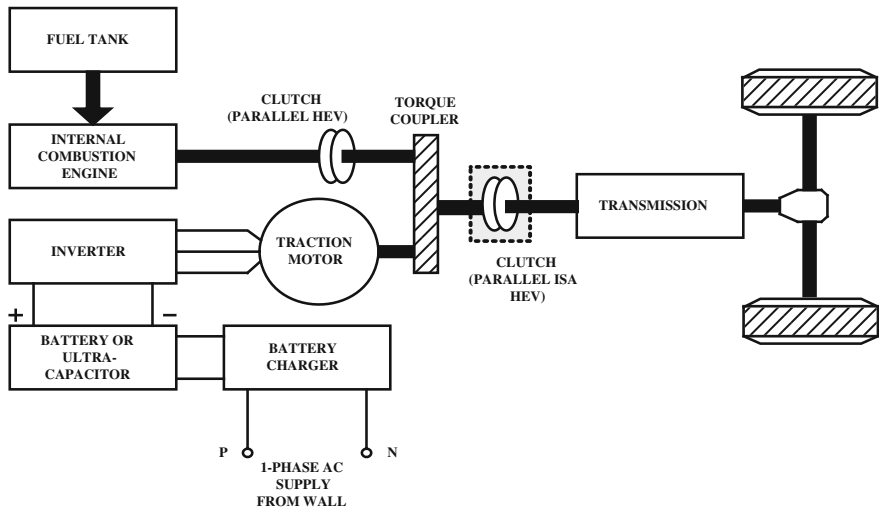 FUEL TANK
CLUTCH
(PARALLEL HEV)
TORQUE
COUPLER
INTERNAL
COMBUSTION
ENGINE
TRANSMISSION
INVERTER
TRACTION
MOTOR
CLUTCH
(PARALLEL ISA
HEV)
+
–
BATTERY OR
ULTRA-
CAPACITOR
BATTERY
CHARGER
P
N
1-PHASE AC
SUPPLY
FROM WALL